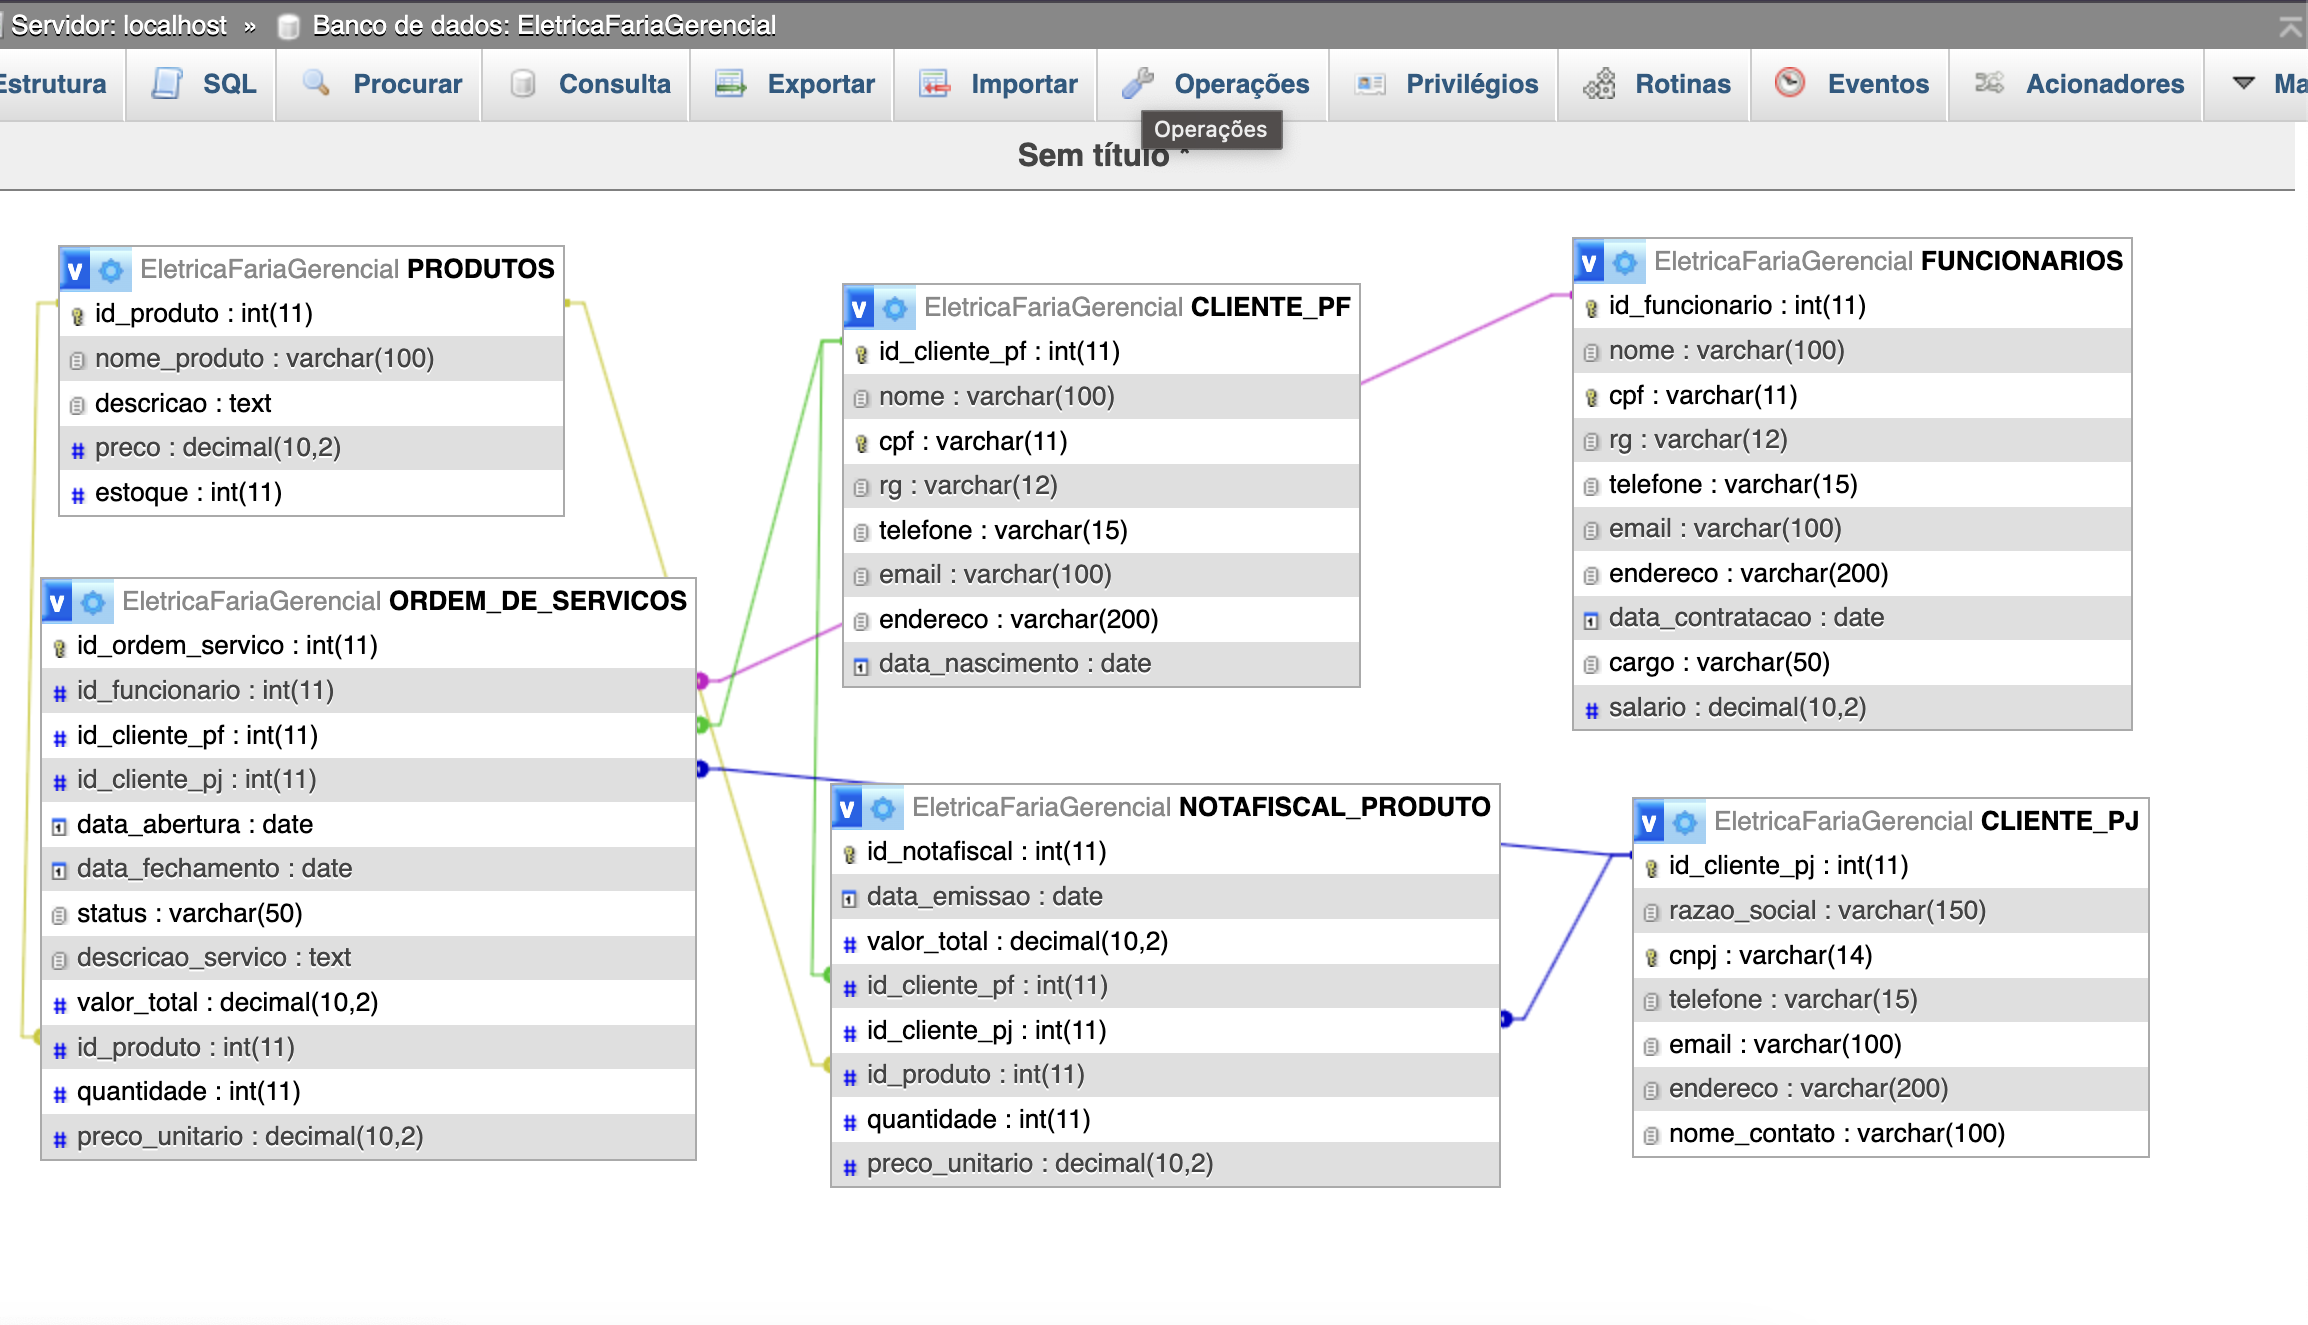 Servidor: localhost » Banco de dados: EletricaFariaGerencial
Estrutura SQL Procurar Consulta Exportar Importar Operações Privilégios Rotinas Eventos Acionadores Ma
Operações
Sem título *
EletricaFariaGerencial PRODUTOS
id_produto : int(11)
nome_produto : varchar(100)
descricao : text
preco : decimal(10,2)
estoque : int(11)
EletricaFariaGerencial ORDEM_DE_SERVICOS
id_ordem_servico : int(11)
id_funcionario : int(11)
id_cliente_pf : int(11)
id_cliente_pj : int(11)
data_abertura : date
data_fechamento : date
status : varchar(50)
descricao_servico : text
valor_total : decimal(10,2)
id_produto : int(11)
quantidade : int(11)
preco_unitario : decimal(10,2)
EletricaFariaGerencial CLIENTE_PF
id_cliente_pf : int(11)
nome : varchar(100)
cpf : varchar(11)
rg : varchar(12)
telefone : varchar(15)
email : varchar(100)
endereco : varchar(200)
data_nascimento : date
EletricaFariaGerencial NOTAFISCAL_PRODUTO
id_notafiscal : int(11)
data_emissao : date
valor_total : decimal(10,2)
id_cliente_pf : int(11)
id_cliente_pj : int(11)
id_produto : int(11)
quantidade : int(11)
preco_unitario : decimal(10,2)
EletricaFariaGerencial FUNCIONARIOS
id_funcionario : int(11)
nome : varchar(100)
cpf : varchar(11)
rg : varchar(12)
telefone : varchar(15)
email : varchar(100)
endereco : varchar(200)
data_contratacao : date
cargo : varchar(50)
salario : decimal(10,2)
EletricaFariaGerencial CLIENTE_PJ
id_cliente_pj : int(11)
razao_social : varchar(150)
cnpj : varchar(14)
telefone : varchar(15)
email : varchar(100)
endereco : varchar(200)
nome_contato : varchar(100)